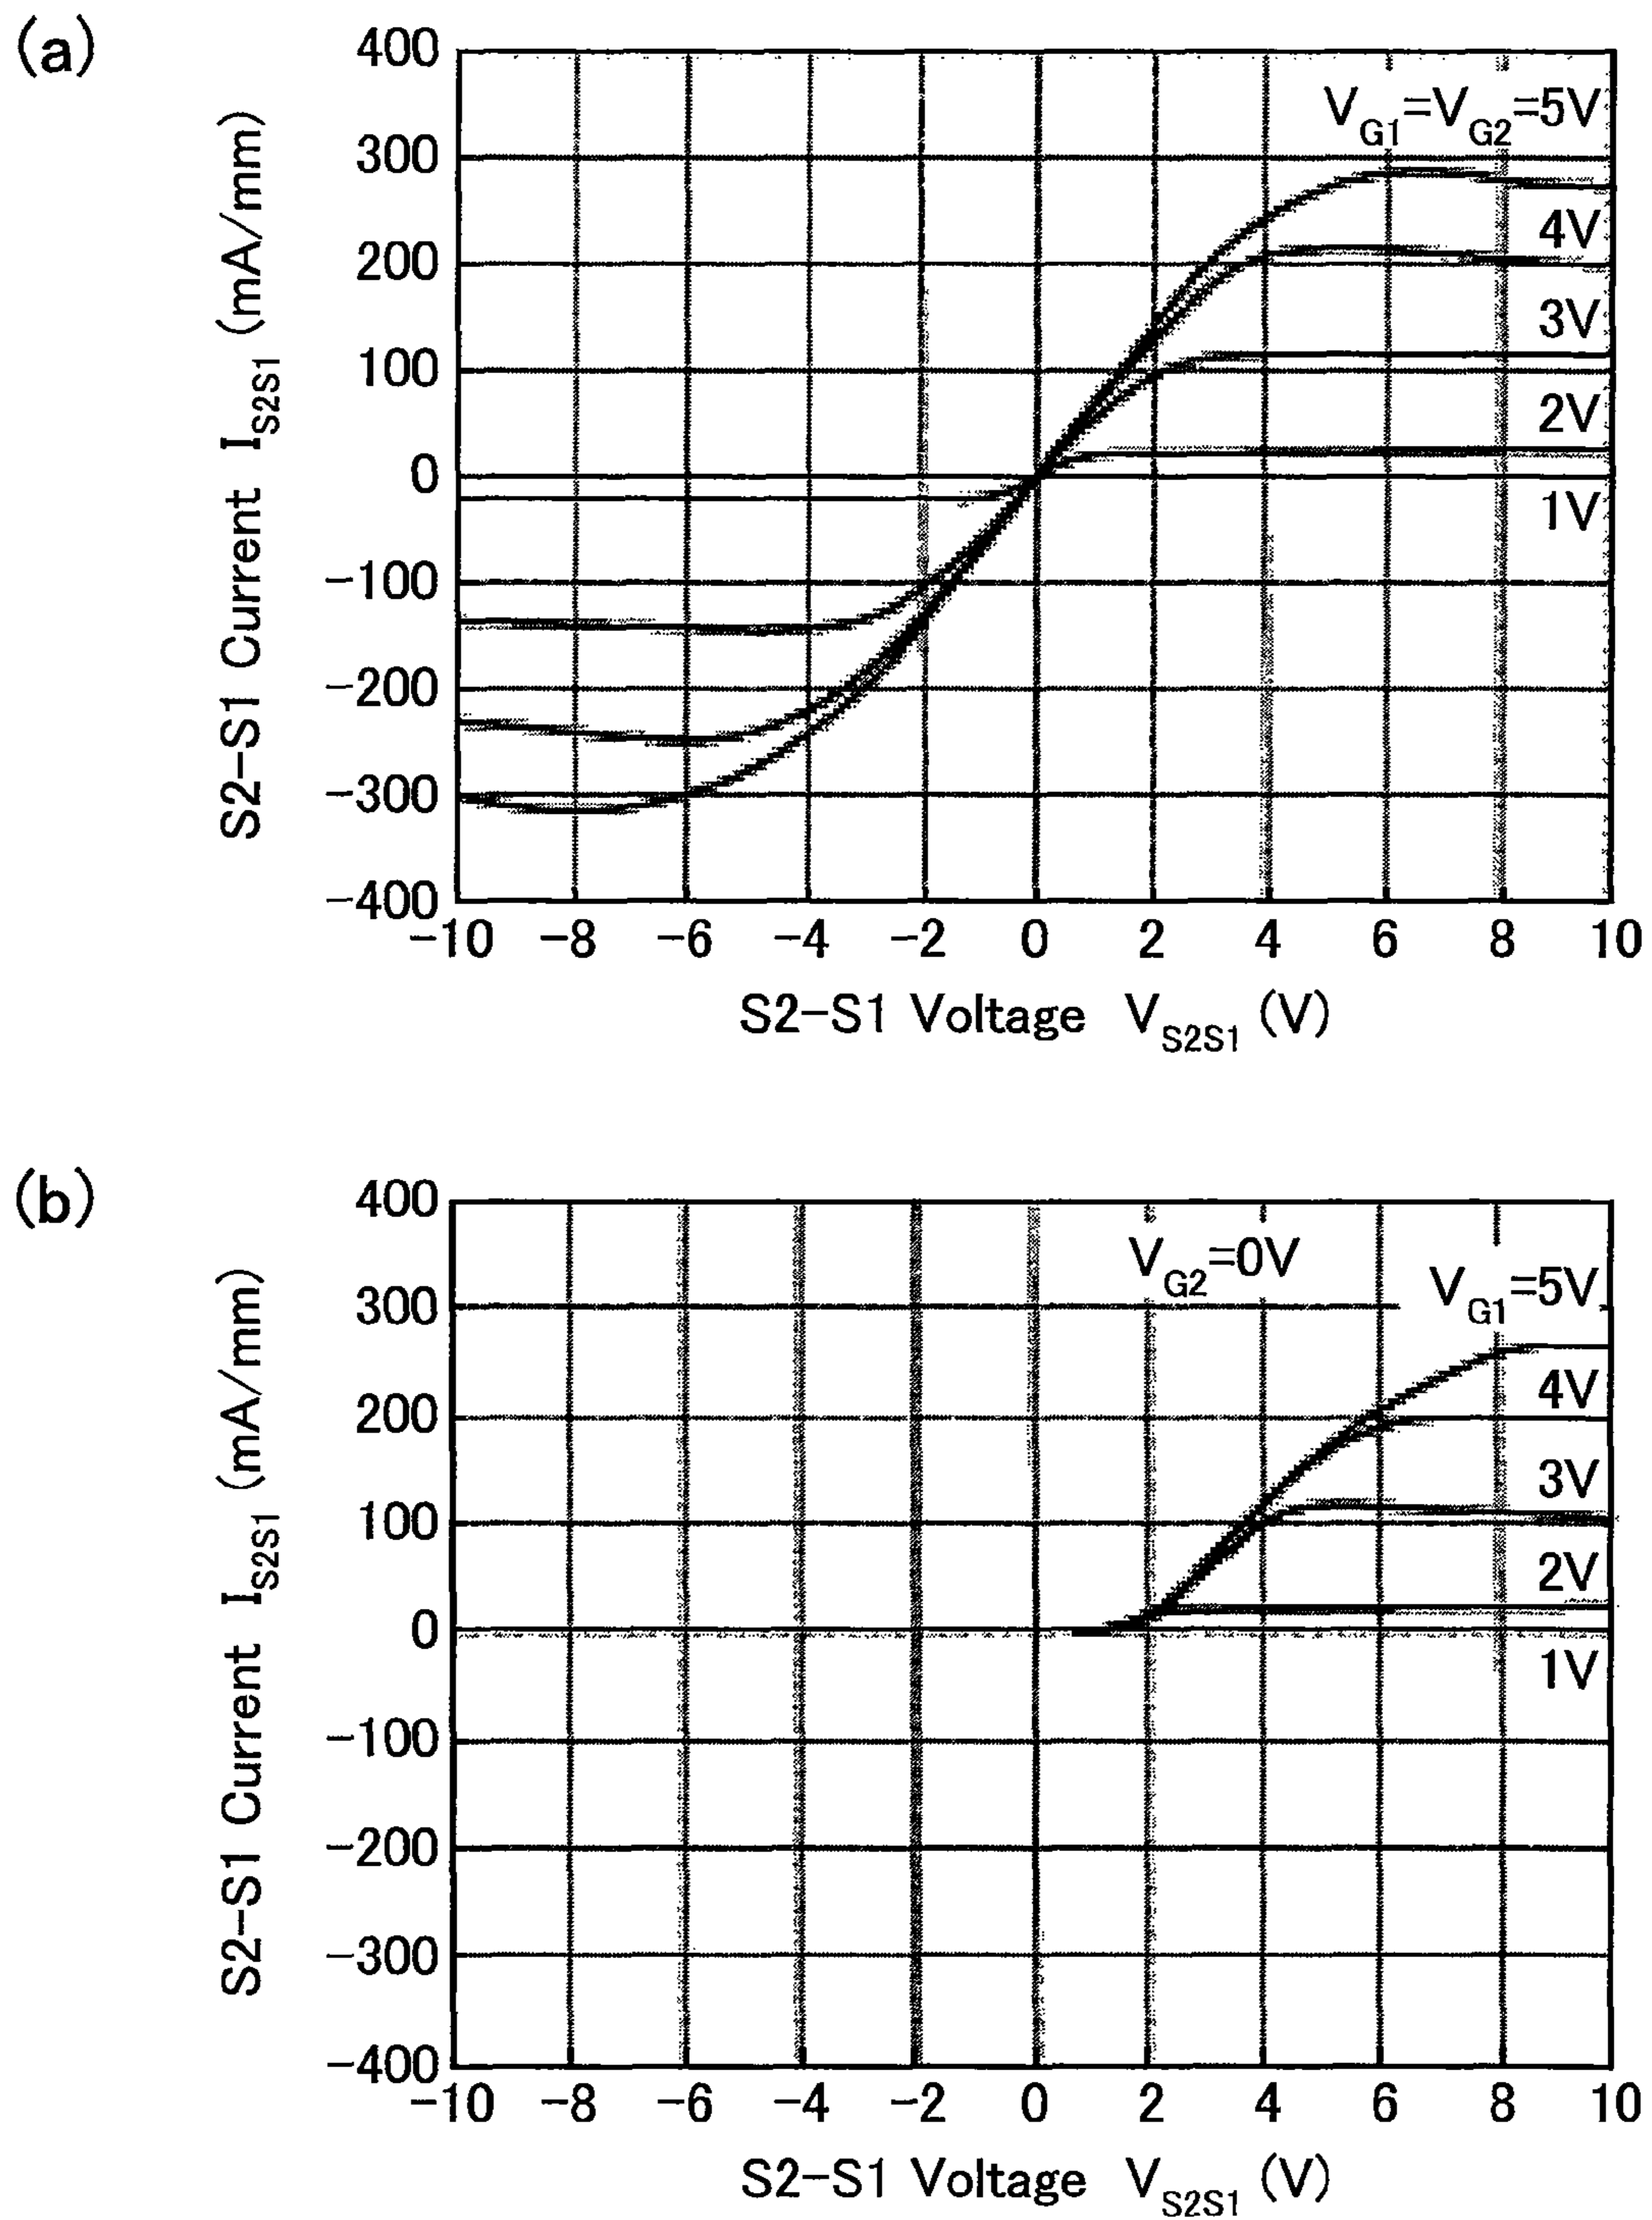 (a)
400
300
200
100
0
−100
−200
−300
−400
S2−S1 Current I_S2S1 (mA/mm)
V_G1=V_G2=5V
4V
3V
2V
1V
−10 −8 −6 −4 −2 0 2 4 6 8 10
S2−S1 Voltage V_S2S1 (V)
(b)
400
300
200
100
0
−100
−200
−300
−400
S2−S1 Current I_S2S1 (mA/mm)
V_G2=0V
V_G1=5V
4V
3V
2V
1V
−10 −8 −6 −4 −2 0 2 4 6 8 10
S2−S1 Voltage V_S2S1 (V)